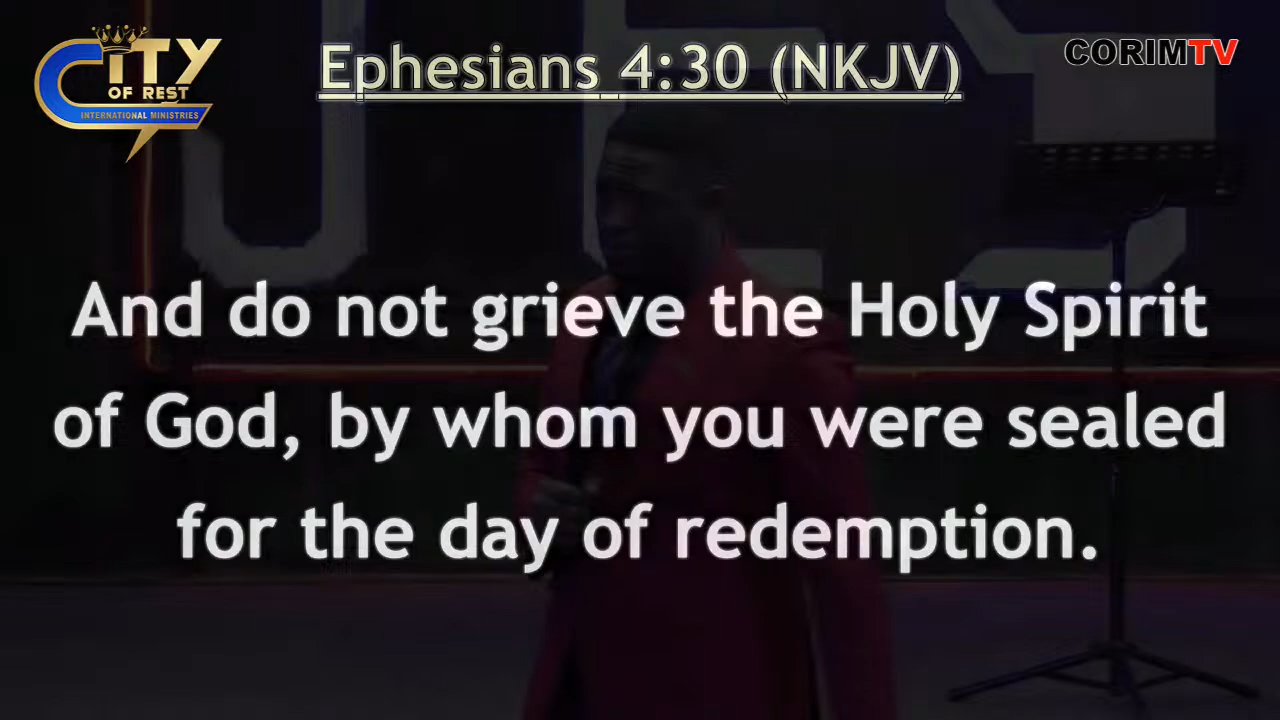 CITY
OF REST
INTERNATIONAL MINISTRIES
Ephesians 4:30 (NKJV)
CORIMTV
And do not grieve the Holy Spirit
of God, by whom you were sealed
for the day of redemption.